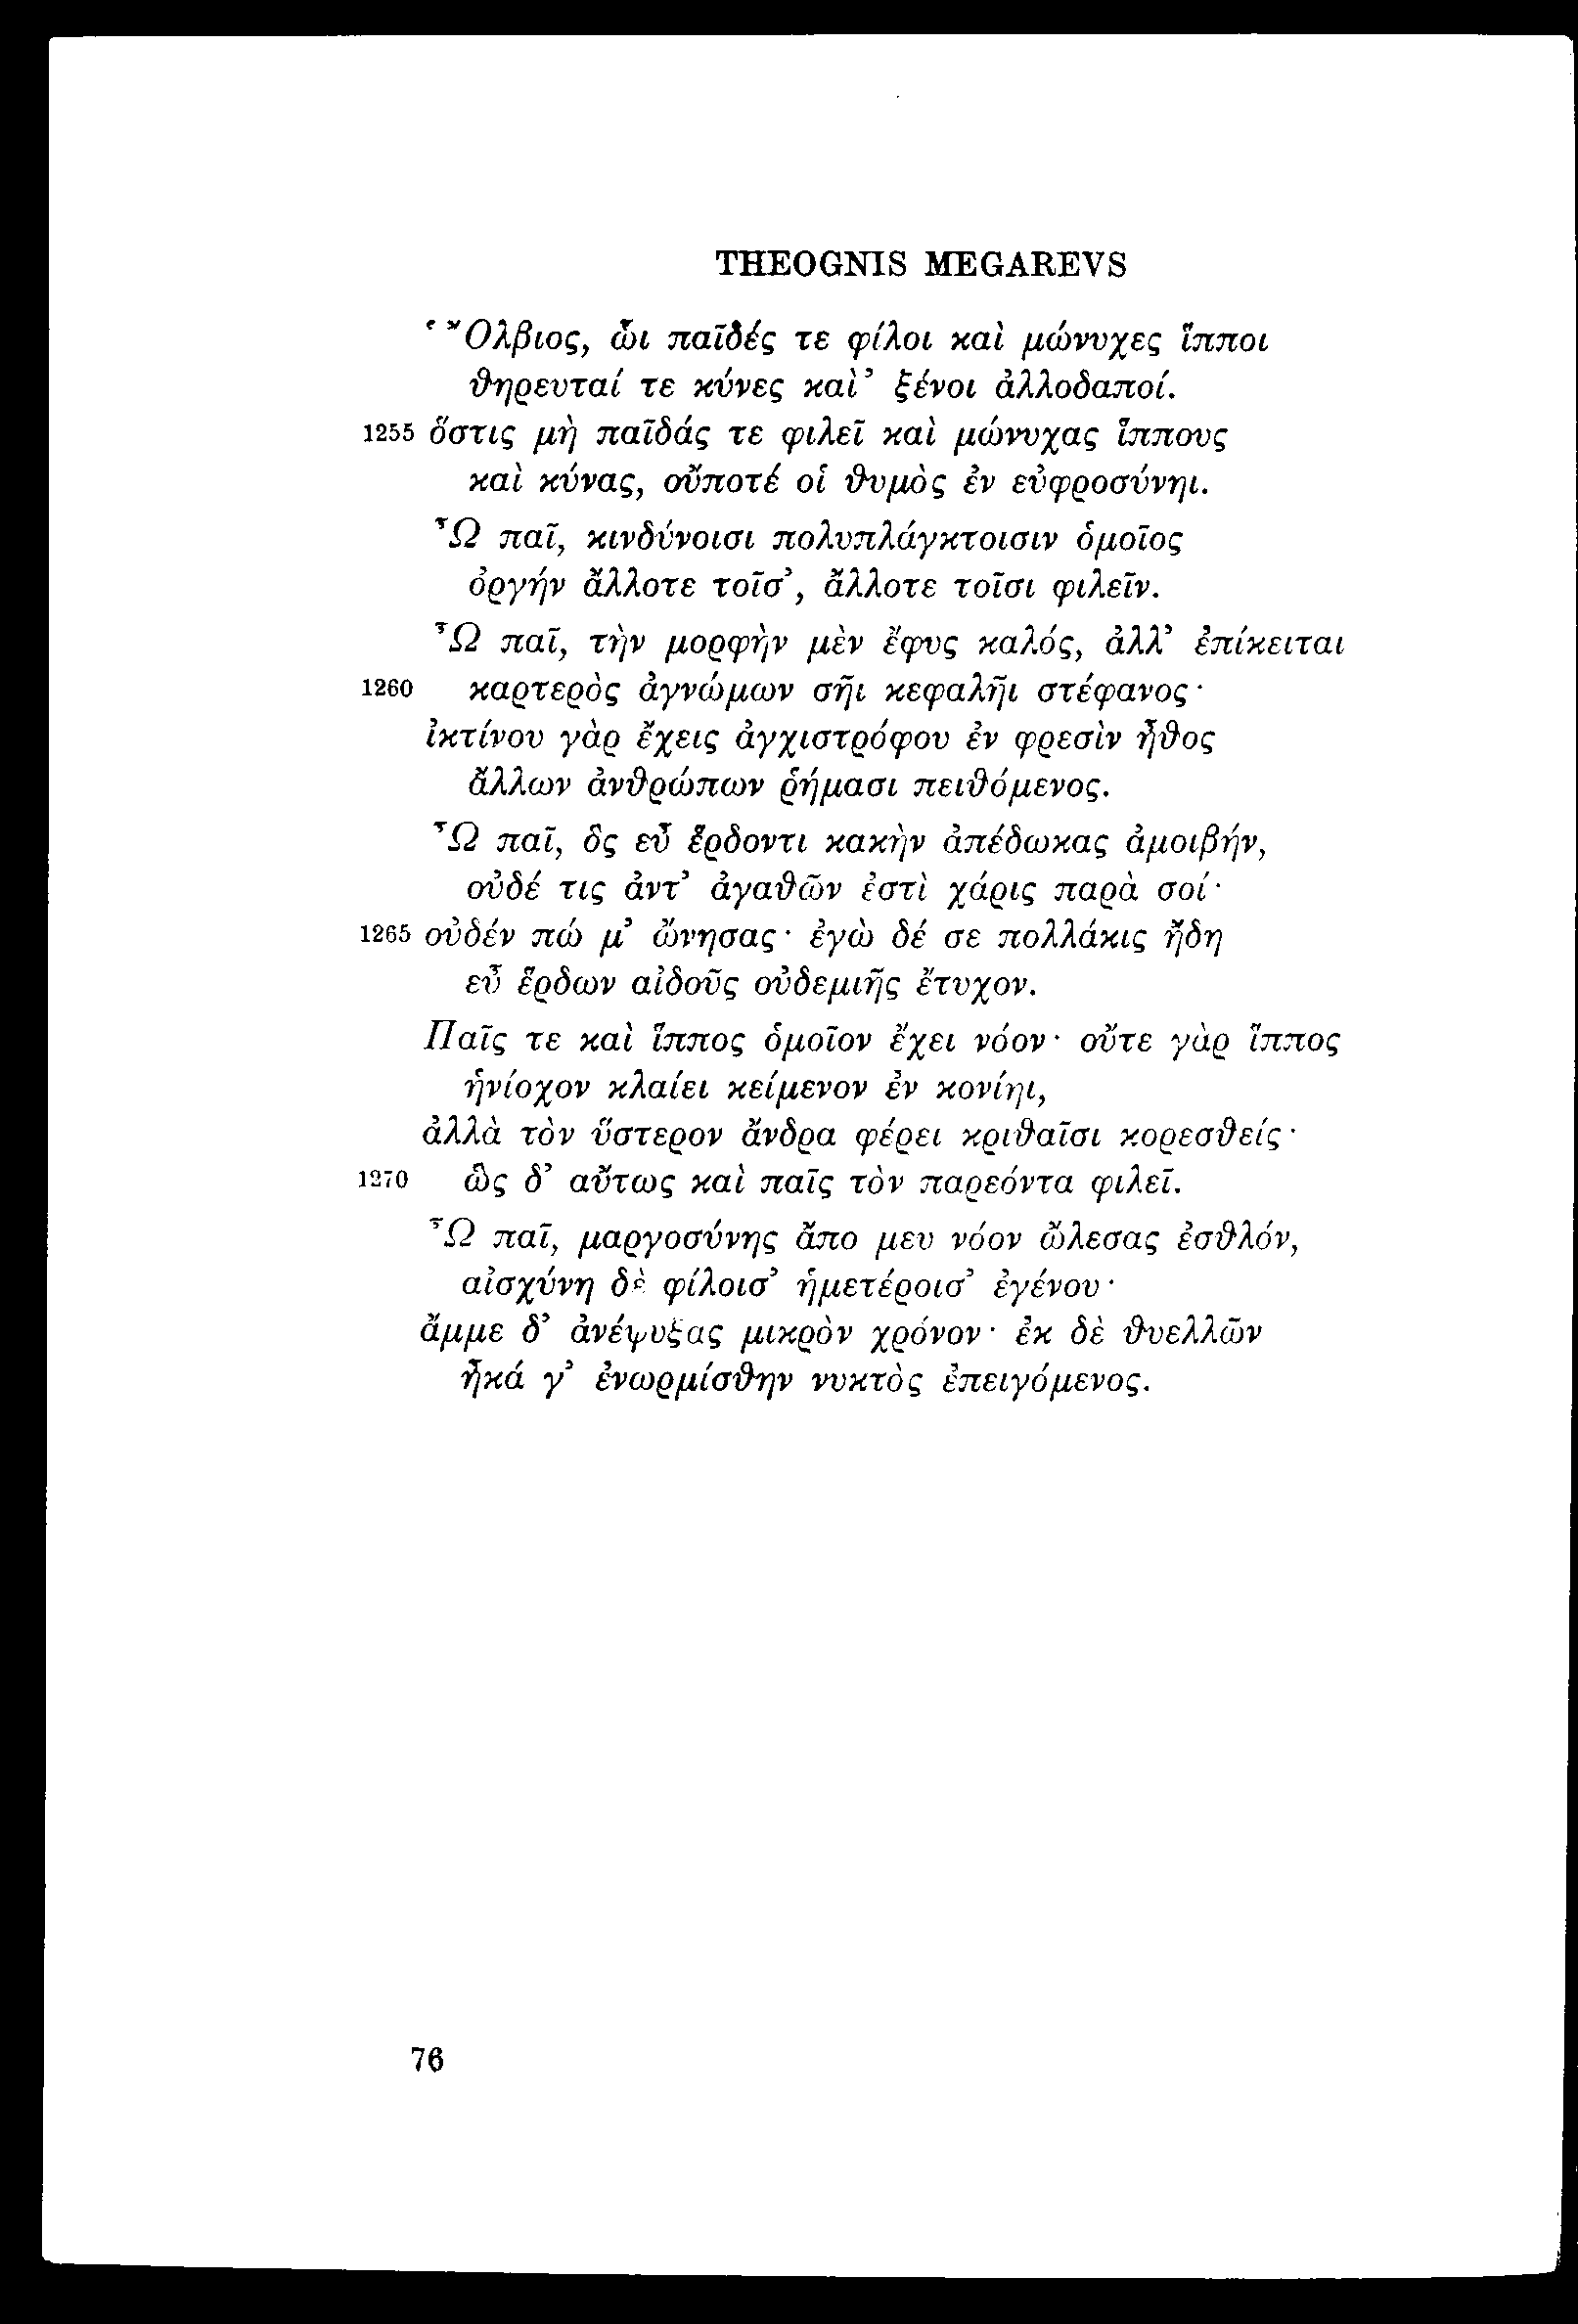 THEOGNIS MEGAREVS
‘῎Ολβιος, ὧι παῖδές τε φίλοι καὶ μώνυχες ἵπποι
θηρευταί τε κύνες καὶ’ ξένοι ἀλλοδαποί.
1255 ὅστις μὴ παῖδάς τε φιλεῖ καὶ μώνυχας ἵππους
καὶ κύνας, οὔποτέ οἱ θυμὸς ἐν εὐφροσύνηι.
῏Ω παῖ, κινδύνοισι πολυπλάγκτοισιν ὁμοῖος
ὀργήν ἄλλοτε τοῖσ’, ἄλλοτε τοῖσι φιλεῖν.
῏Ω παῖ, τὴν μορφὴν μὲν ἔφυς καλός, ἀλλ’ ἐπίκειται
1260 καρτερὸς ἀγνώμων σῆι κεφαλῆι στέφανος·
ἰκτίνου γὰρ ἔχεις ἀγχιστρόφου ἐν φρεσὶν ἦθος
ἄλλων ἀνθρώπων ῥήμασι πειθόμενος.
῏Ω παῖ, ὃς εὖ ἔρδοντι κακὴν ἀπέδωκας ἀμοιβήν,
οὐδέ τις ἀντ’ ἀγαθῶν ἐστὶ χάρις παρὰ σοί·
1265 οὐδέν πώ μ’ ὤνησας· ἐγὼ δέ σε πολλάκις ἤδη
εὖ ἔρδων αἰδοῦς οὐδεμιῆς ἔτυχον.
Παῖς τε καὶ ἵππος ὁμοῖον ἔχει νόον· οὔτε γὰρ ἵππος
ἡνίοχον κλαίει κείμενον ἐν κονίηι,
ἀλλὰ τὸν ὕστερον ἄνδρα φέρει κριθαῖσι κορεσθείς·
1270 ὣς δ’ αὔτως καὶ παῖς τὸν παρεόντα φιλεῖ.
῏Ω παῖ, μαργοσύνης ἄπο μευ νόον ὤλεσας ἐσθλόν,
αἰσχύνη δὲ φίλοισ’ ἡμετέροισ’ ἐγένου·
ἄμμε δ’ ἀνέψυξας μικρὸν χρόνον· ἐκ δὲ θυελλῶν
ἦκά γ’ ἐνωρμίσθην νυκτὸς ἐπειγόμενος.
76